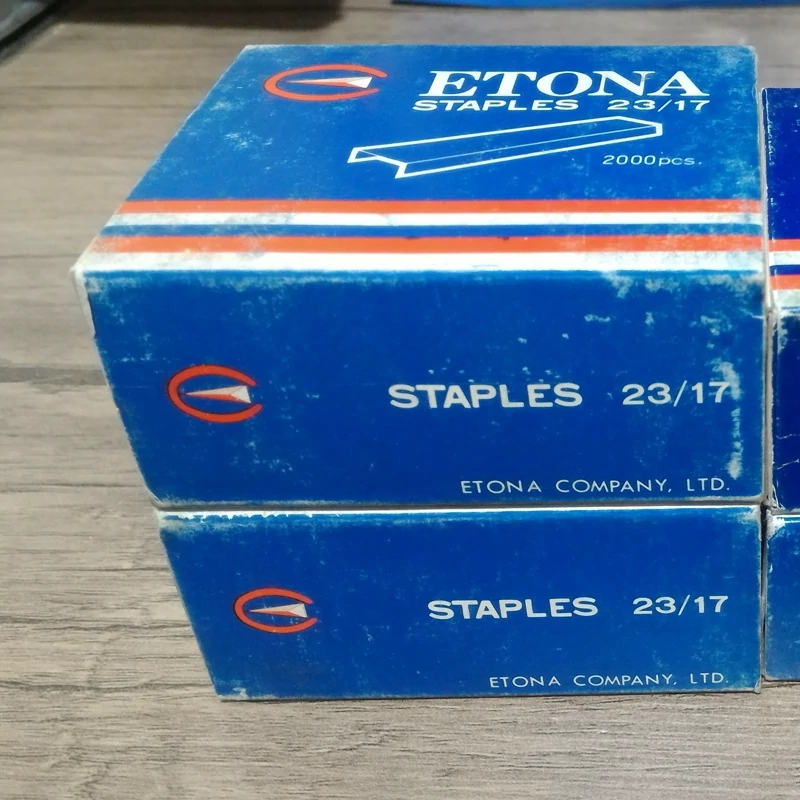 ETONA
STAPLES 23/17
2000pcs.
STAPLES 23/17
ETONA COMPANY, LTD.
STAPLES 23/17
ETONA COMPANY, LTD.